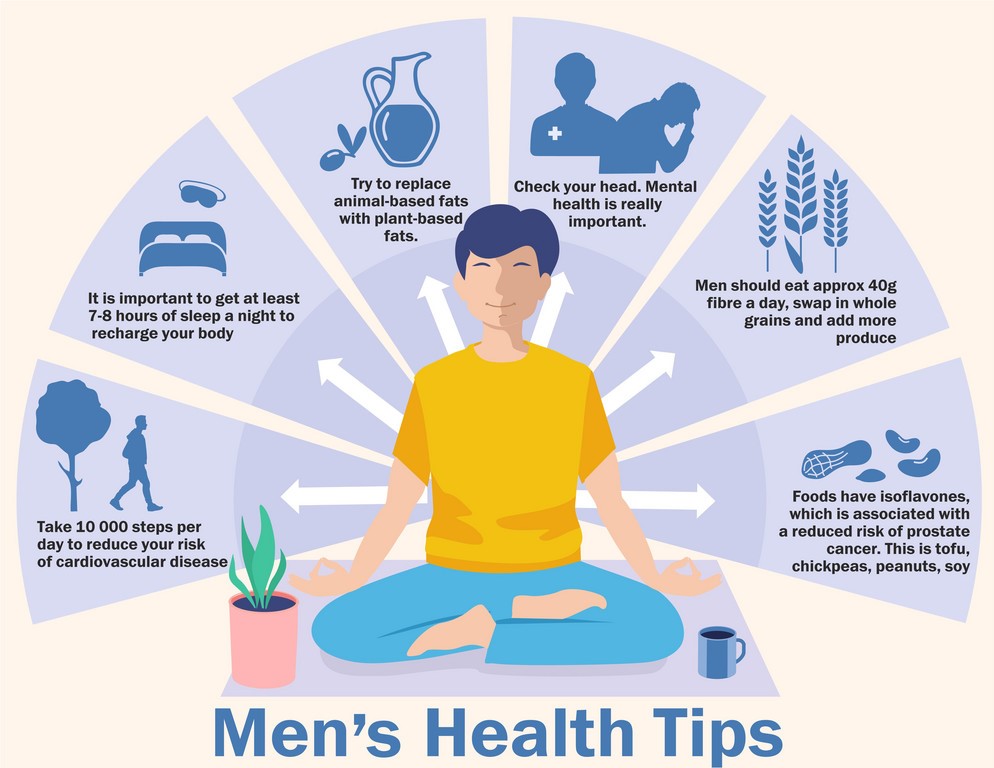 Try to replace
animal-based fats
with plant-based
fats.
Check your head. Mental
health is really
important.
It is important to get at least
7-8 hours of sleep a night to
recharge your body
Men should eat approx 40g
fibre a day, swap in whole
grains and add more
produce
Take 10 000 steps per
day to reduce your risk
of cardiovascular disease
Foods have isoflavones,
which is associated with
a reduced risk of prostate
cancer. This is tofu,
chickpeas, peanuts, soy
Men's Health Tips